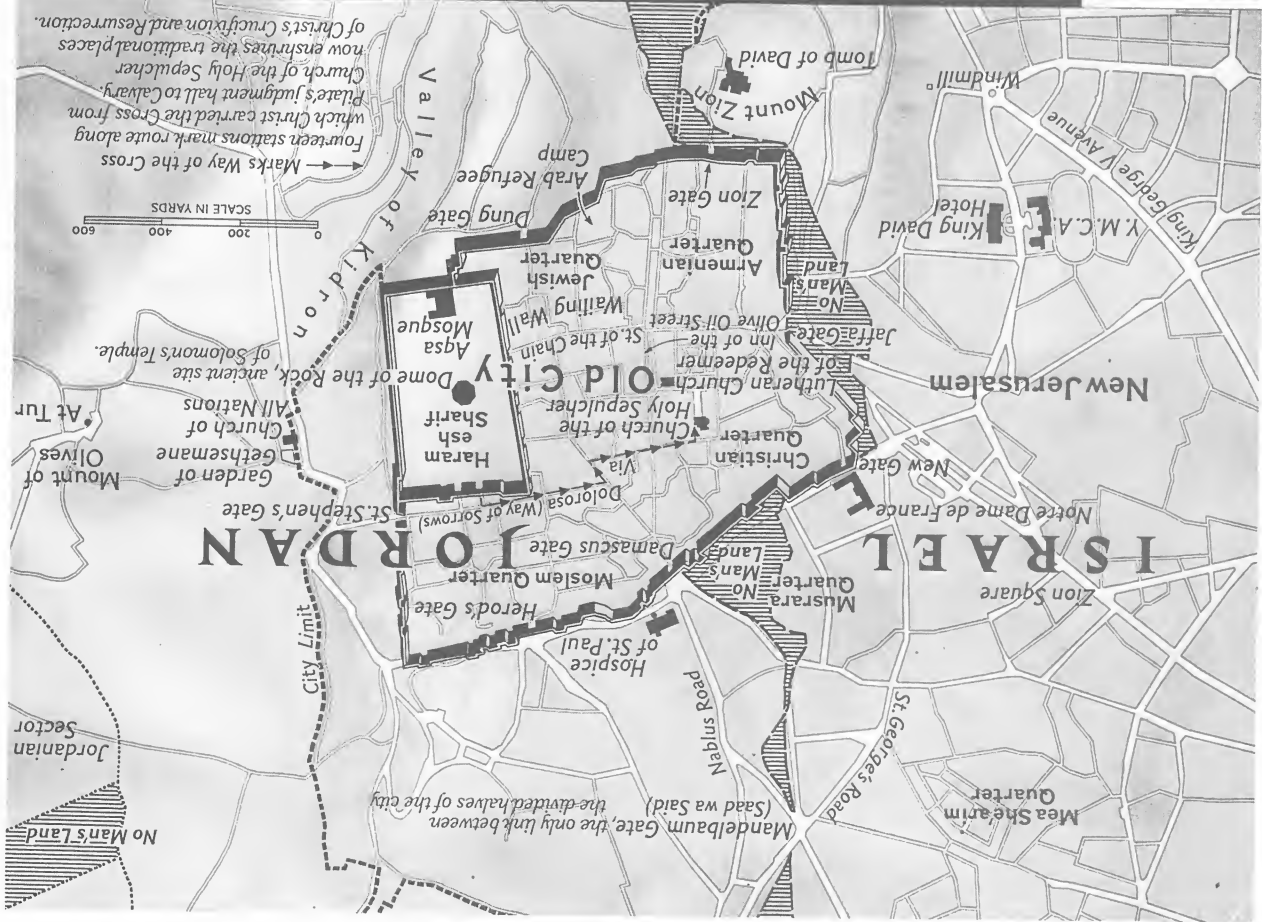 Mandelbaum Gate, the only link between
(Saad wa Said) the divided halves of the city
No Man's Land
Mea She'arim
Quarter
St. George's Road
Nablus Road
Jordanian
Sector
City Limit
Hospice
of St. Paul
Herod's Gate
Zion Square
Musrara
Quarter
No
Man's
Land
Moslem Quarter
Damascus Gate
ISRAEL
JORDAN
Notre Dame de France
New Gate
Dolorosa (Way of Sorrows)
Via
St. Stephen's Gate
Christian
Quarter
Haram
esh
Sharif
Garden of
Gethsemane
Church of
All Nations
Mount of
Olives
At Tur
Church of the
Holy Sepulcher
New Jerusalem
Old City
Lutheran Church
of the Redeemer
Inn of the
Olive Oil Street
St. of the Chain
Dome of the Rock, ancient site
of Solomon's Temple.
Aqsa
Mosque
Wailing Wall
Jaffa Gate
No
Man's
Land
Armenian
Quarter
Jewish
Quarter
Y.M.C.A.
King David
Hotel
King George V Avenue
Zion Gate
Dung Gate
Arab Refugee
Camp
Valley of Kidron
Windmill
Mount Zion
Tomb of David
0 200 400 600
SCALE IN YARDS
Marks Way of the Cross
Fourteen stations mark route along
which Christ carried the Cross from
Pilate's judgment hall to Calvary.
Church of the Holy Sepulcher
now enshrines the traditional places
of Christ's Crucifixion and Resurrection.